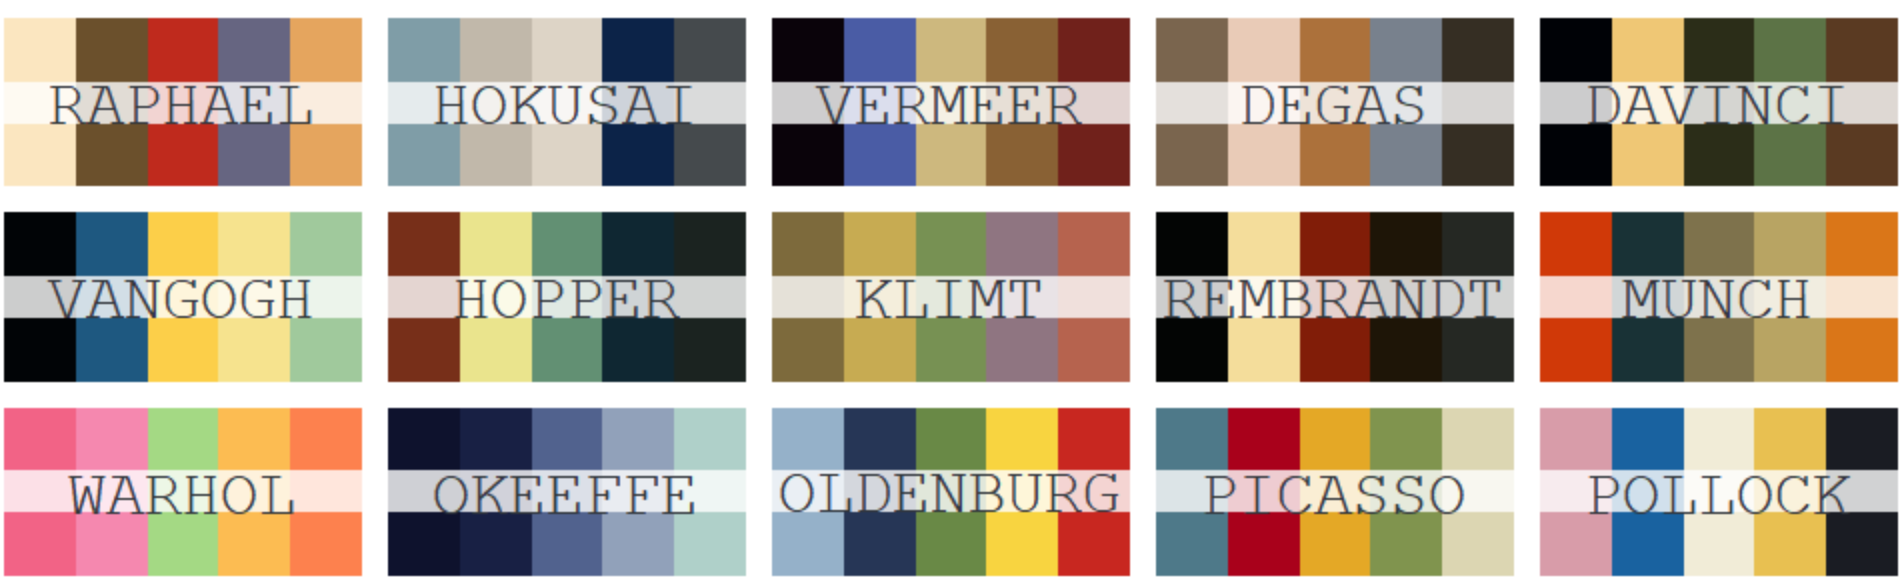 RAPHAEL HOKUSAI VERMEER DEGAS DAVINCI
VANGOGH HOPPER KLIMT REMBRANDT MUNCH
WARHOL OKEEFFE OLDENBURG PICASSO POLLOCK